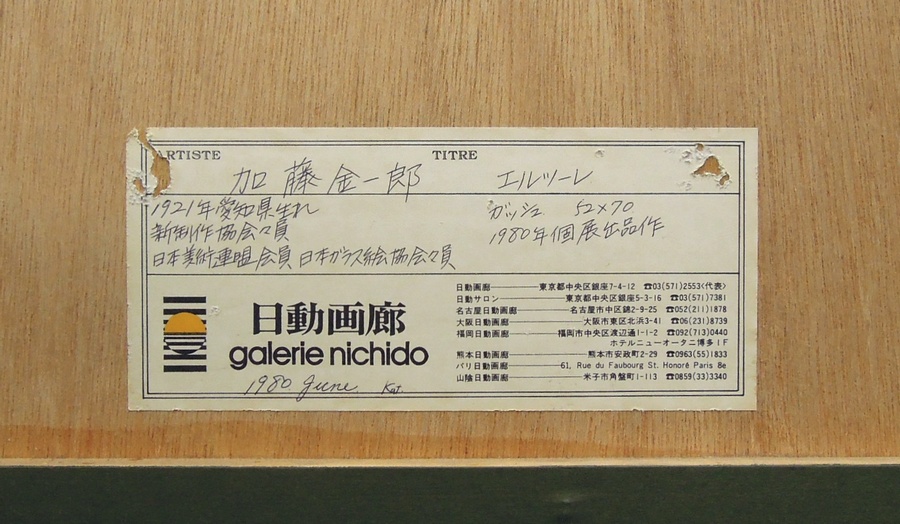 ARTISTE TITRE
加藤金一郎 エルツーレ
1921年愛知県生れ ガッシュ 52×70
新制作協会々員 1980年個展出品作
日本美術連盟会員 日本ガラス絵協会々員
日動画廊
galerie nichido
1980. June. Kat.
日動画廊 東京都中央区銀座7-4-12 ☎03(571)2553<代表>
日動サロン 東京都中央区銀座5-3-16 ☎03(571)7381
名古屋日動画廊 名古屋市中区錦2-9-25 ☎052(211)1878
大阪日動画廊 大阪市東区北浜3-41 ☎06(231)8739
福岡日動画廊 福岡市中央区渡辺通1-1-2 ☎092(713)0440
ホテルニューオータニ博多1F
熊本日動画廊 熊本市安政町2-29 ☎0963(55)1833
パリ日動画廊 61, Rue du Faubourg St. Honoré Paris 8e
山陰日動画廊 米子市角盤町1-113 ☎0859(33)3340